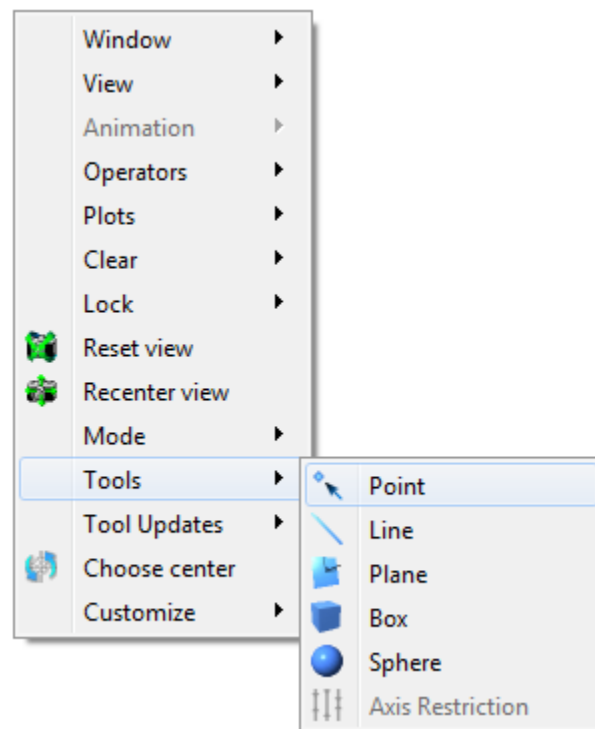 Window
View
Animation
Operators
Plots
Clear
Lock
Reset view
Recenter view
Mode
Tools
Tool Updates
Choose center
Customize
Point
Line
Plane
Box
Sphere
Axis Restriction